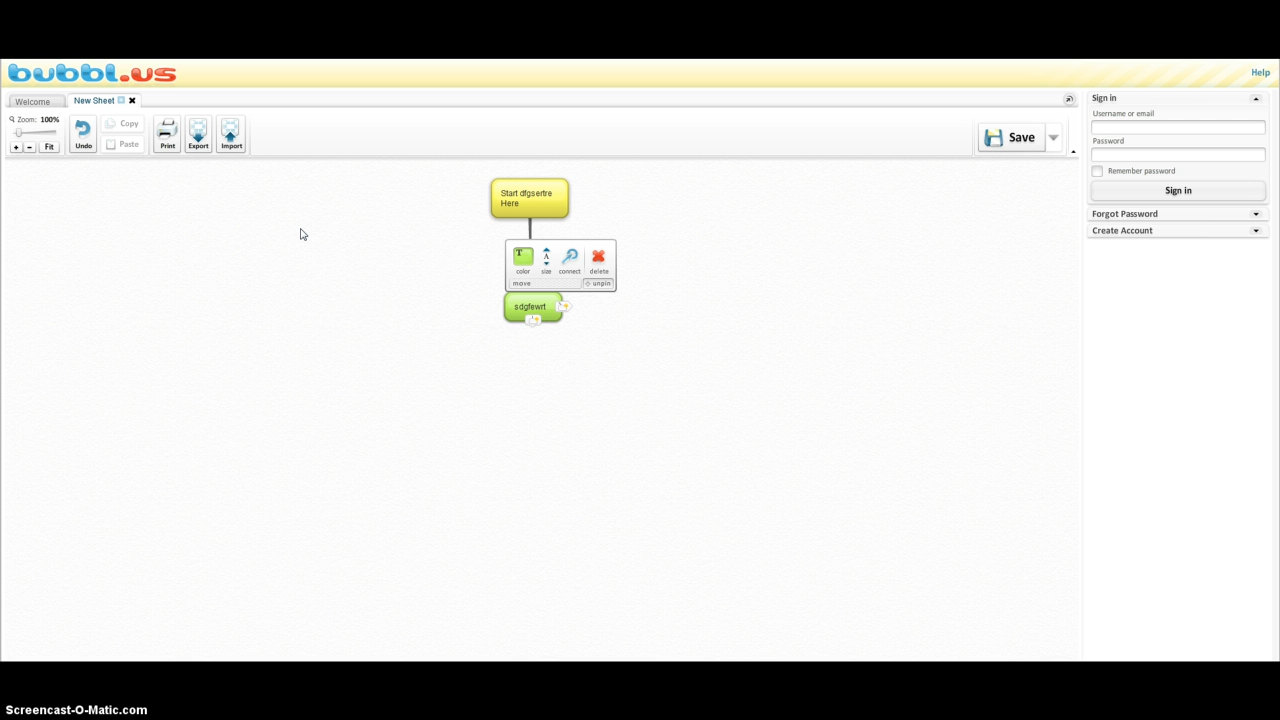 bubbl.us
Help
Welcome
New Sheet
Zoom: 100%
Fit
Undo
Copy
Paste
Print
Export
Import
Save
Sign in
Username or email
Password
Remember password
Sign in
Forgot Password
Create Account
Start dfgsertre
Here
T
color
A
size
connect
delete
move
unpin
sdgfewrt
Screencast-O-Matic.com